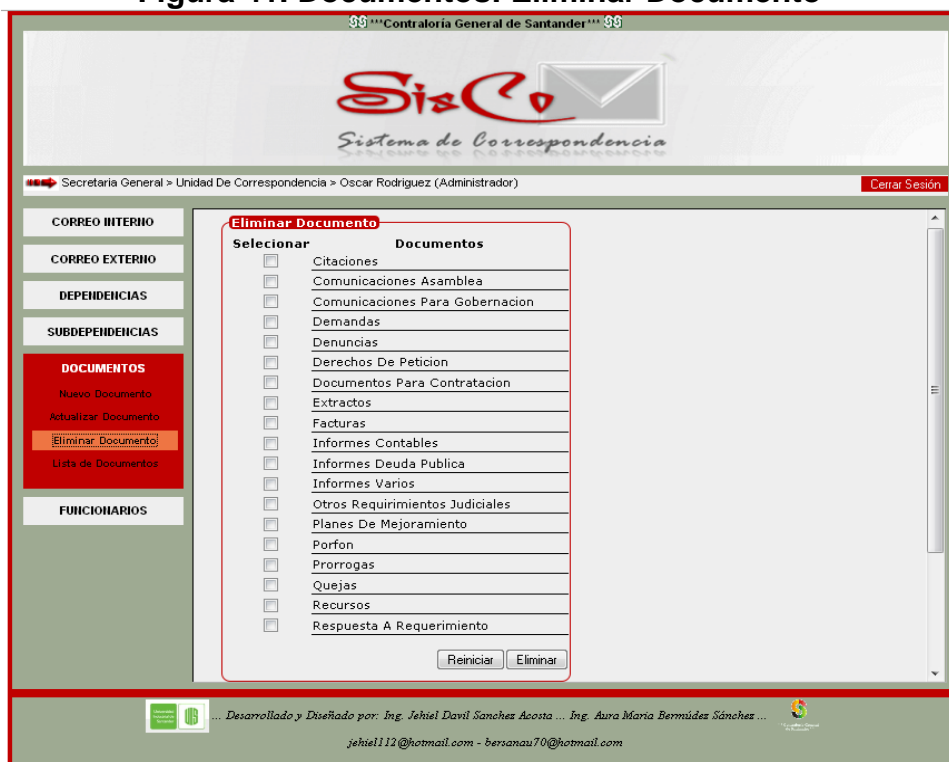 Figura 41. Documentos: Eliminar Documento
***Contraloría General de Santander***
SisCo
Sistema de Correspondencia
Secretaria General > Unidad De Correspondencia > Oscar Rodriguez (Administrador)
Cerrar Sesión
CORREO INTERNO
CORREO EXTERNO
DEPENDENCIAS
SUBDEPENDENCIAS
DOCUMENTOS
Nuevo Documento
Actualizar Documento
Eliminar Documento
Lista de Documentos
FUNCIONARIOS
Eliminar Documento
Selecionar Documentos
Citaciones
Comunicaciones Asamblea
Comunicaciones Para Gobernacion
Demandas
Denuncias
Derechos De Peticion
Documentos Para Contratacion
Extractos
Facturas
Informes Contables
Informes Deuda Publica
Informes Varios
Otros Requirimientos Judiciales
Planes De Mejoramiento
Porfon
Prorrogas
Quejas
Recursos
Respuesta A Requerimiento
Reiniciar Eliminar
... Desarrollado y Diseñado por: Ing. Jehiel Davil Sanchez Acosta ... Ing. Aura Maria Bermúdez Sánchez ...
jehiel112@hotmail.com - bersanau70@hotmail.com